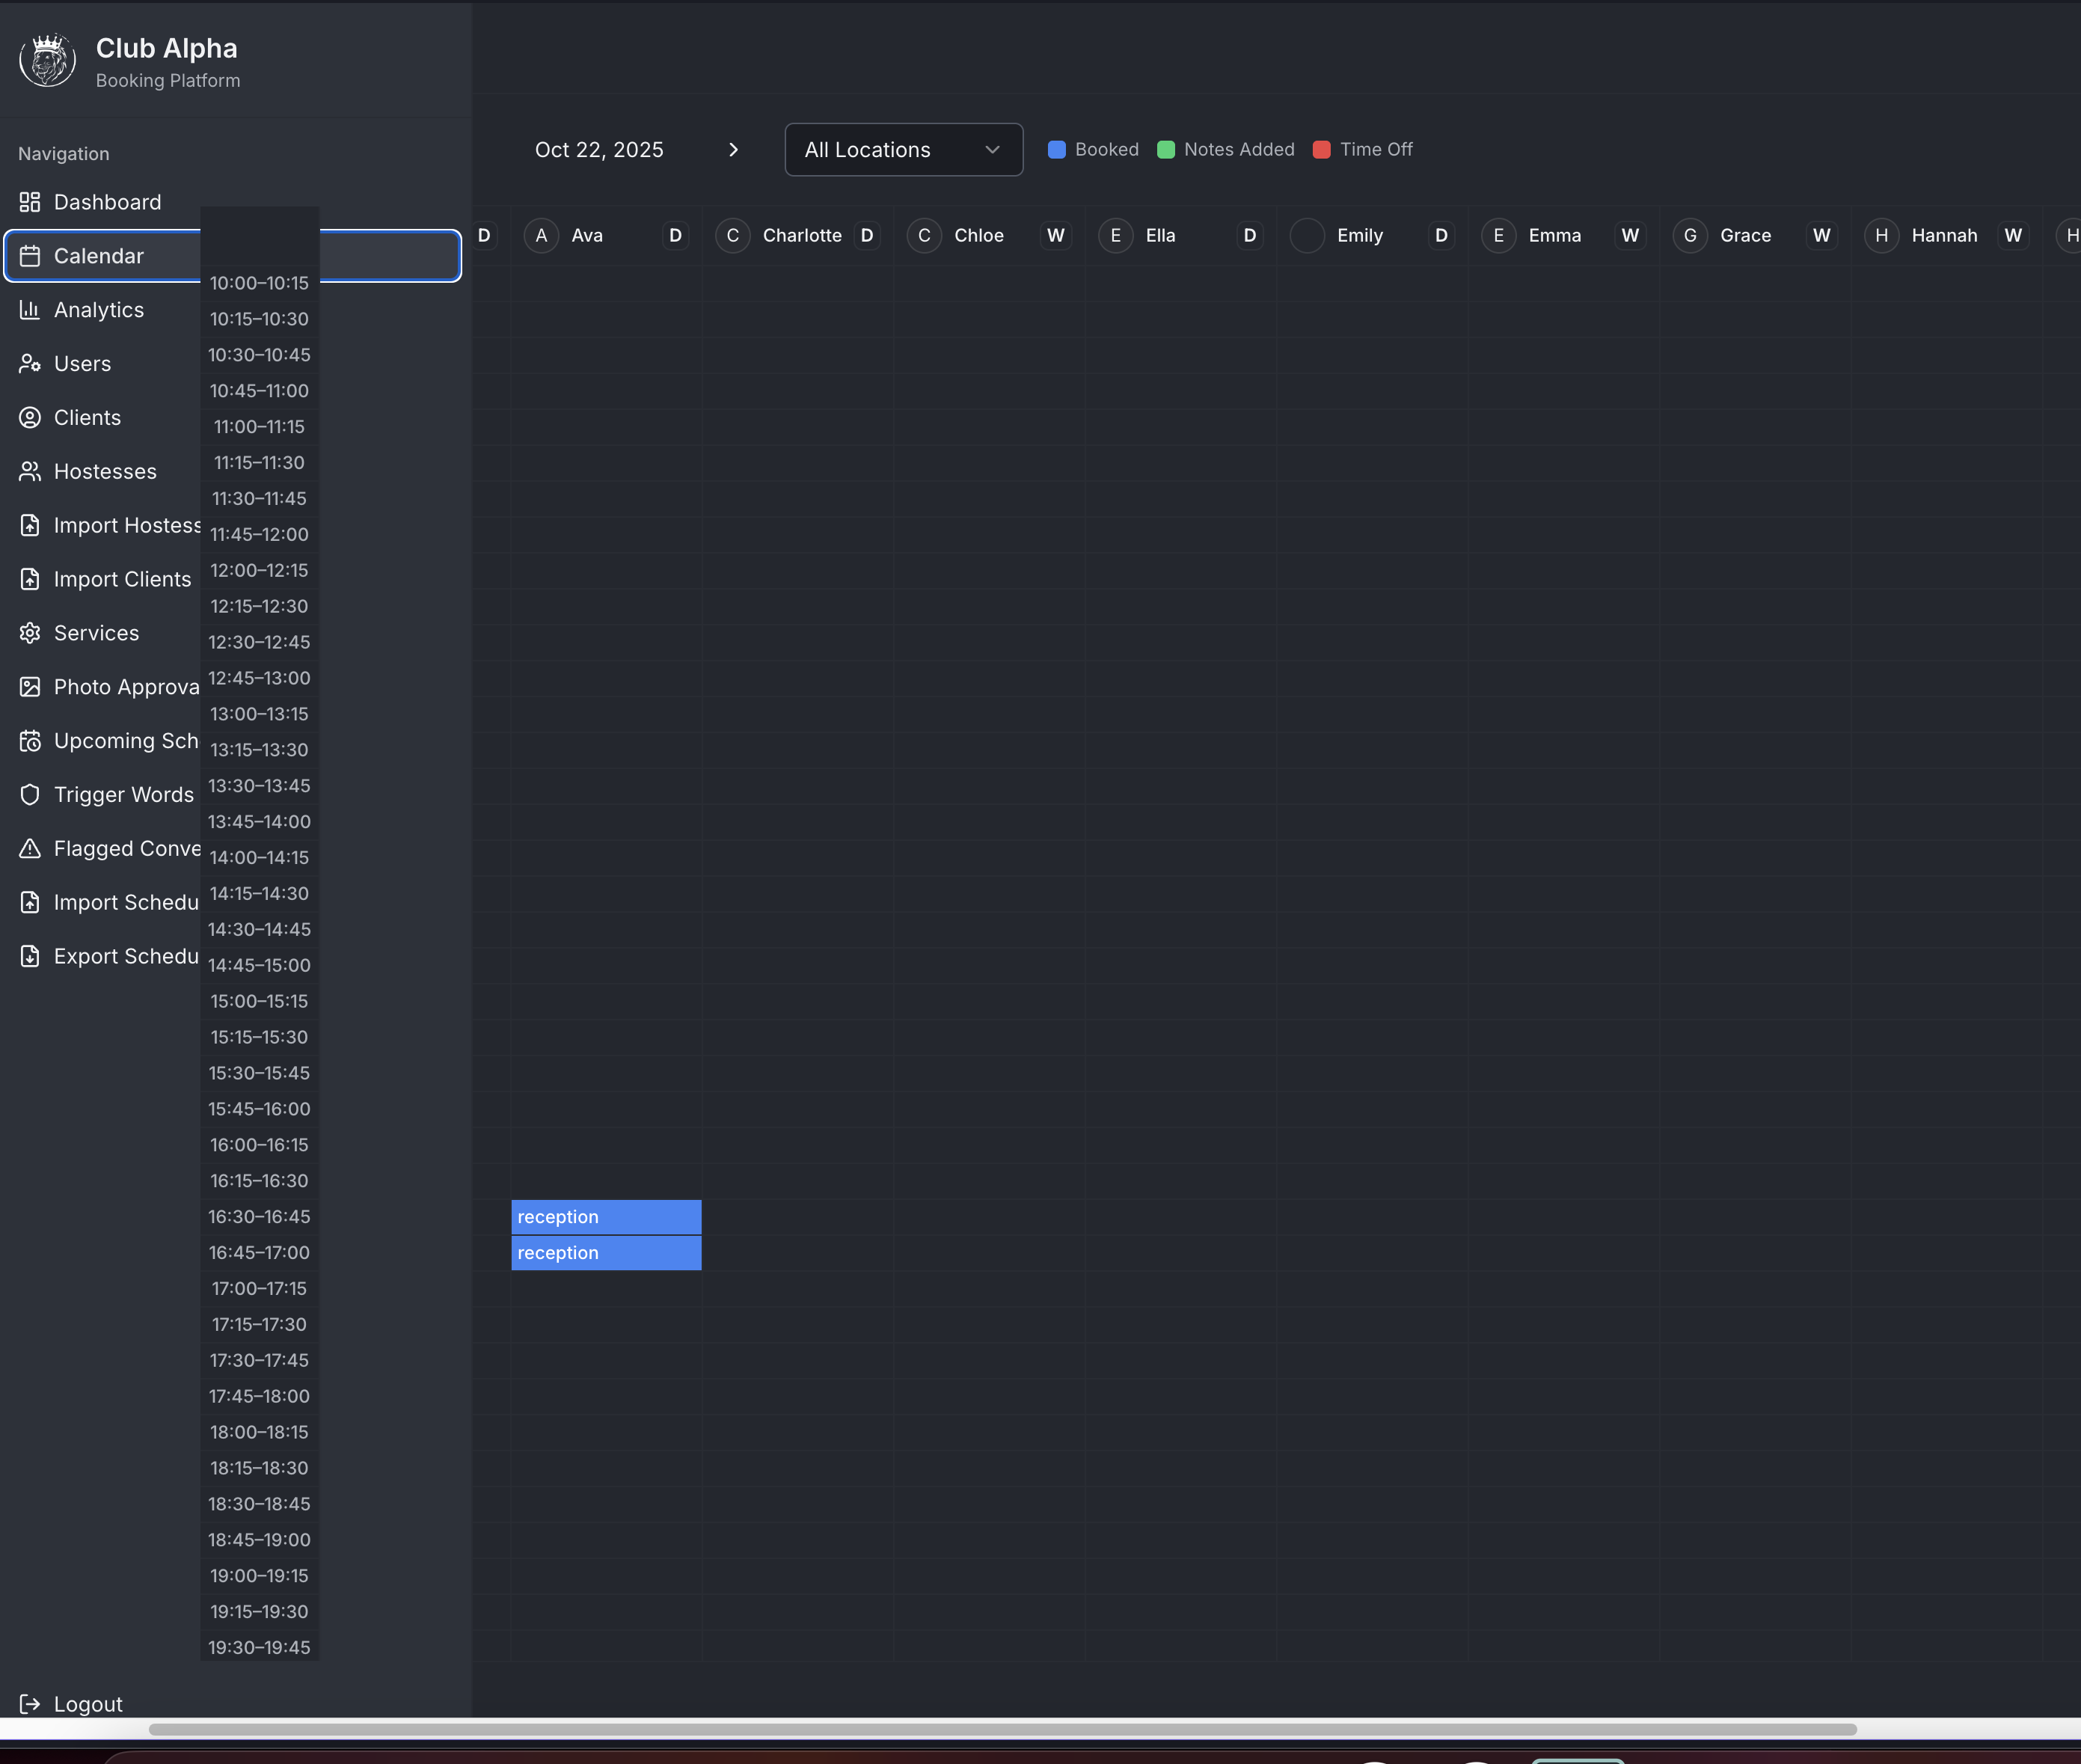 Club Alpha
Booking Platform
Navigation
Dashboard
Calendar
Analytics
Users
Clients
Hostesses
Import Hostess
Import Clients
Services
Photo Approva
Upcoming Sch
Trigger Words
Flagged Conve
Import Schedu
Export Schedu
Logout
Oct 22, 2025
All Locations
Booked
Notes Added
Time Off
D
A Ava D
C Charlotte D
C Chloe W
E Ella D
Emily D
E Emma W
G Grace W
H Hannah W
H
10:00–10:15
10:15–10:30
10:30–10:45
10:45–11:00
11:00–11:15
11:15–11:30
11:30–11:45
11:45–12:00
12:00–12:15
12:15–12:30
12:30–12:45
12:45–13:00
13:00–13:15
13:15–13:30
13:30–13:45
13:45–14:00
14:00–14:15
14:15–14:30
14:30–14:45
14:45–15:00
15:00–15:15
15:15–15:30
15:30–15:45
15:45–16:00
16:00–16:15
16:15–16:30
16:30–16:45 reception
16:45–17:00 reception
17:00–17:15
17:15–17:30
17:30–17:45
17:45–18:00
18:00–18:15
18:15–18:30
18:30–18:45
18:45–19:00
19:00–19:15
19:15–19:30
19:30–19:45